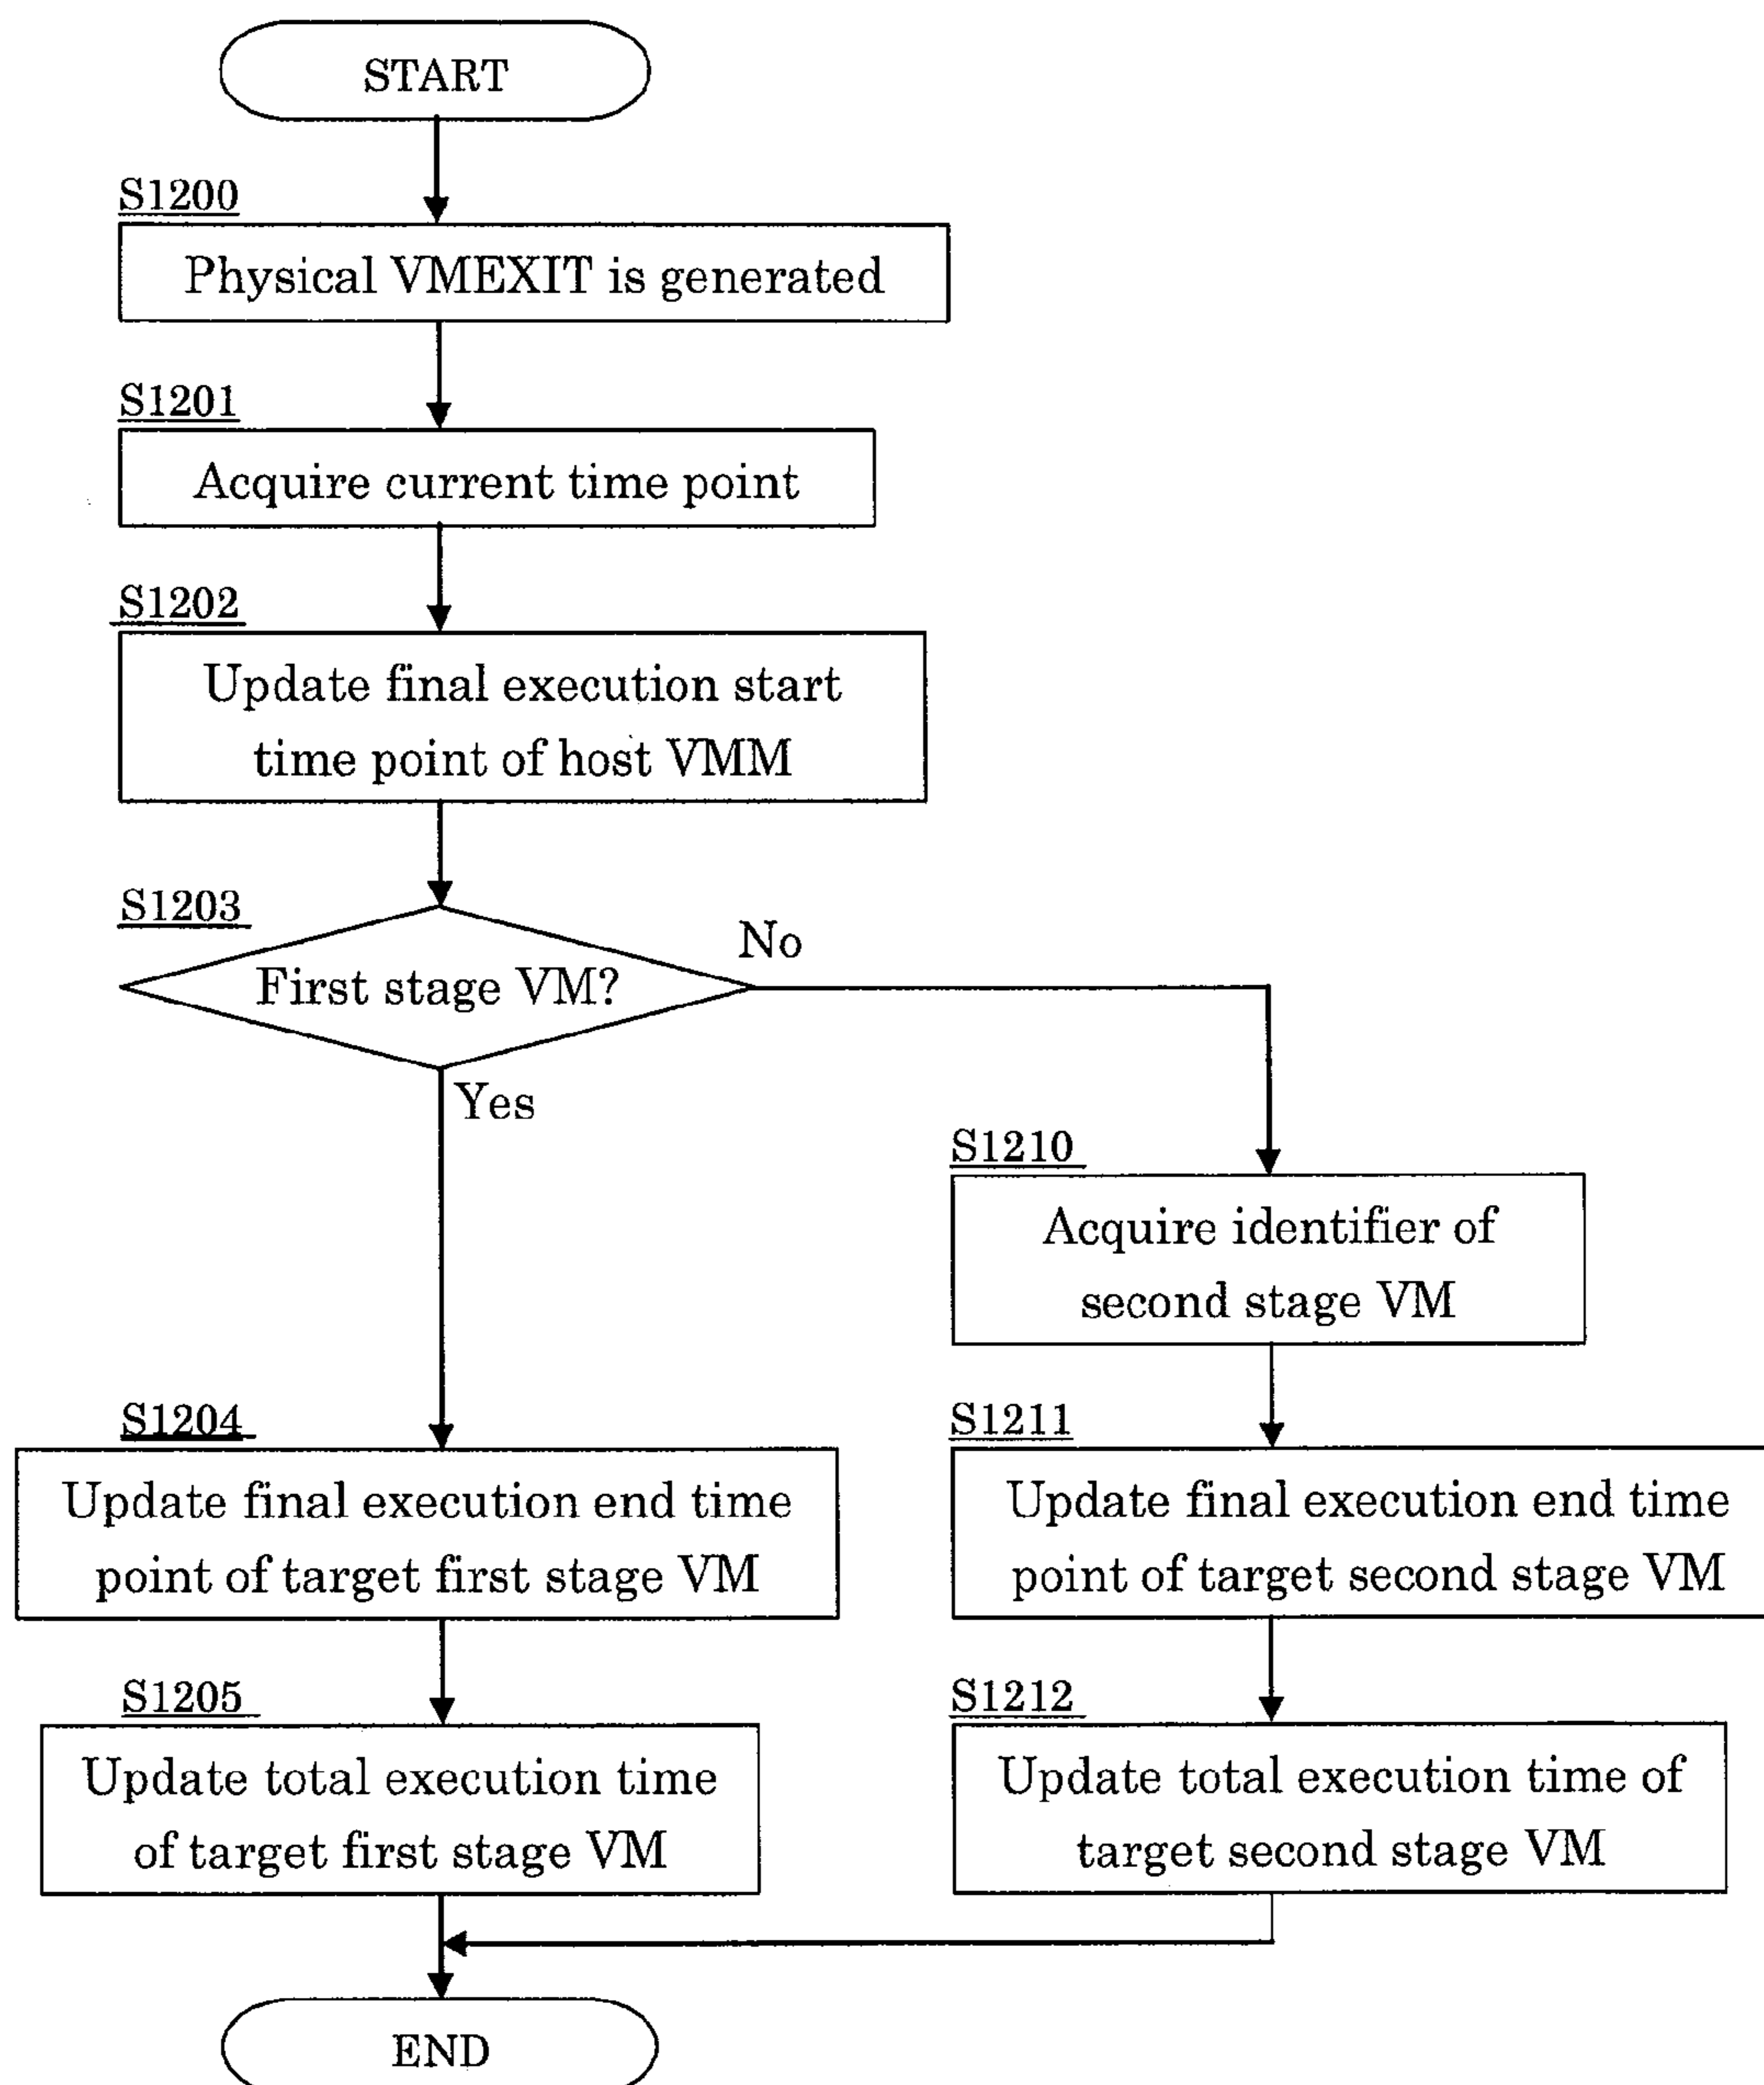 START
S1200
Physical VMEXIT is generated
S1201
Acquire current time point
S1202
Update final execution start
time point of host VMM
S1203
First stage VM?
No
Yes
S1210
Acquire identifier of
second stage VM
S1204
Update final execution end time
point of target first stage VM
S1211
Update final execution end time
point of target second stage VM
S1205
Update total execution time
of target first stage VM
S1212
Update total execution time of
target second stage VM
END